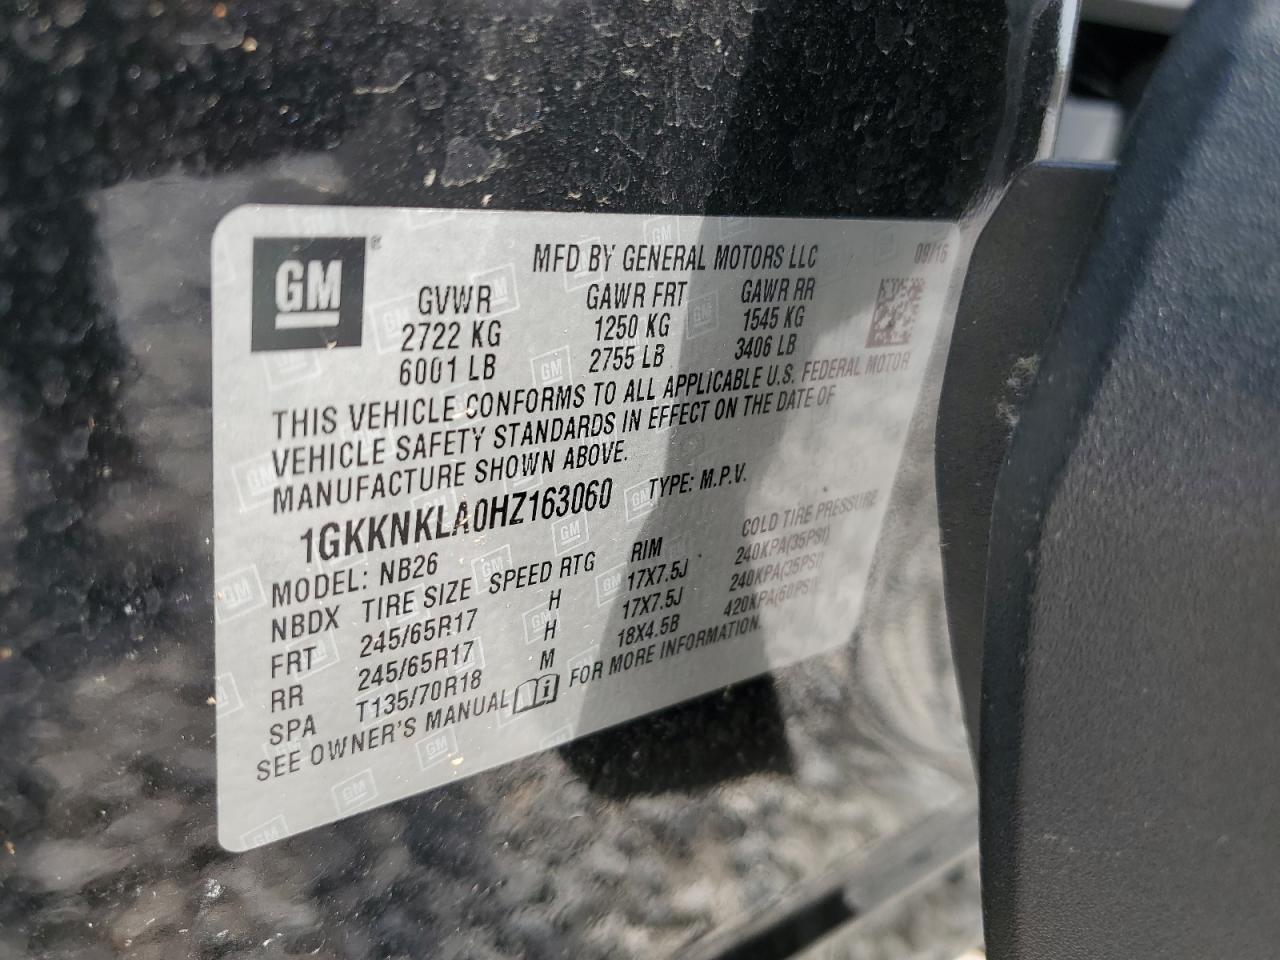 GM
MFD BY GENERAL MOTORS LLC 09/16
GVWR GAWR FRT GAWR RR
2722 KG 1250 KG 1545 KG
6001 LB 2755 LB 3406 LB
THIS VEHICLE CONFORMS TO ALL APPLICABLE U.S. FEDERAL MOTOR
VEHICLE SAFETY STANDARDS IN EFFECT ON THE DATE OF
MANUFACTURE SHOWN ABOVE.
1GKKNKLA0HZ163060 TYPE: M.P.V.
MODEL: NB26
NBDX TIRE SIZE SPEED RTG RIM COLD TIRE PRESSURE
FRT 245/65R17 H 17X7.5J 240KPA(35PSI)
RR 245/65R17 H 17X7.5J 240KPA(35PSI)
SPA T135/70R18 M 18X4.5B 420KPA(60PSI)
SEE OWNER'S MANUAL FOR MORE INFORMATION.